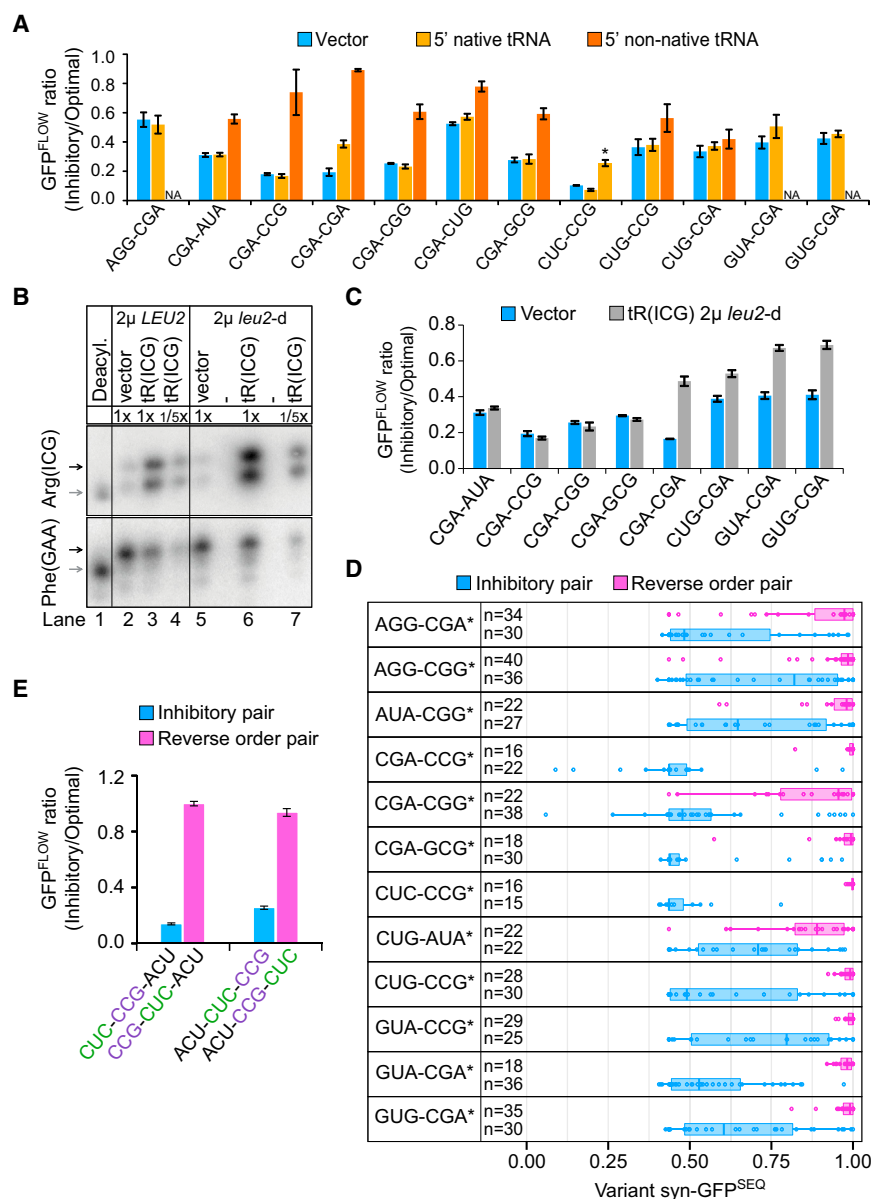 A
Vector
5' native tRNA
5' non-native tRNA
GFP^FLOW ratio
(Inhibitory/Optimal)
1.0
0.8
0.6
0.4
0.2
0.0
NA
*
NA
NA
AGG-CGA
CGA-AUA
CGA-CCG
CGA-CGA
CGA-CGG
CGA-CUG
CGA-GCG
CUC-CCG
CUG-CCG
CUG-CGA
GUA-CGA
GUG-CGA
B
2μ LEU2
2μ leu2-d
Deacyl.
vector
tR(ICG)
tR(ICG)
vector
-
tR(ICG)
-
tR(ICG)
1x
1x
1/5x
1x
1x
1/5x
Arg(ICG)
Phe(GAA)
Lane
1
2
3
4
5
6
7
C
Vector
tR(ICG) 2μ leu2-d
GFP^FLOW ratio
(Inhibitory/Optimal)
0.8
0.6
0.4
0.2
0
CGA-AUA
CGA-CCG
CGA-CGG
CGA-GCG
CGA-CGA
CUG-CGA
GUA-CGA
GUG-CGA
D
Inhibitory pair
Reverse order pair
AGG-CGA*
n=34
n=30
AGG-CGG*
n=40
n=36
AUA-CGG*
n=22
n=27
CGA-CCG*
n=16
n=22
CGA-CGG*
n=22
n=38
CGA-GCG*
n=18
n=30
CUC-CCG*
n=16
n=15
CUG-AUA*
n=22
n=22
CUG-CCG*
n=28
n=30
GUA-CCG*
n=29
n=25
GUA-CGA*
n=18
n=36
GUG-CGA*
n=35
n=30
0.00
0.25
0.50
0.75
1.00
Variant syn-GFP^SEQ
E
Inhibitory pair
Reverse order pair
GFP^FLOW ratio
(Inhibitory/Optimal)
1.2
0.8
0.4
0.0
CUC-CCG-ACU
CCG-CUC-ACU
ACU-CUC-CCG
ACU-CCG-CUC